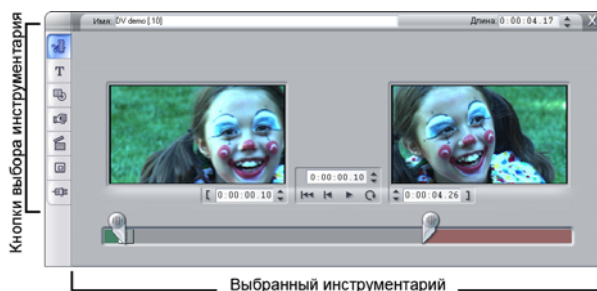 Имя: DV demo [.10]
Длина: 0:00:04.17
X
T
0:00:00.10
[ 0:00:00.10
0:00:04.26 ]
Кнопки выбора инструментария
Выбранный инструментарий